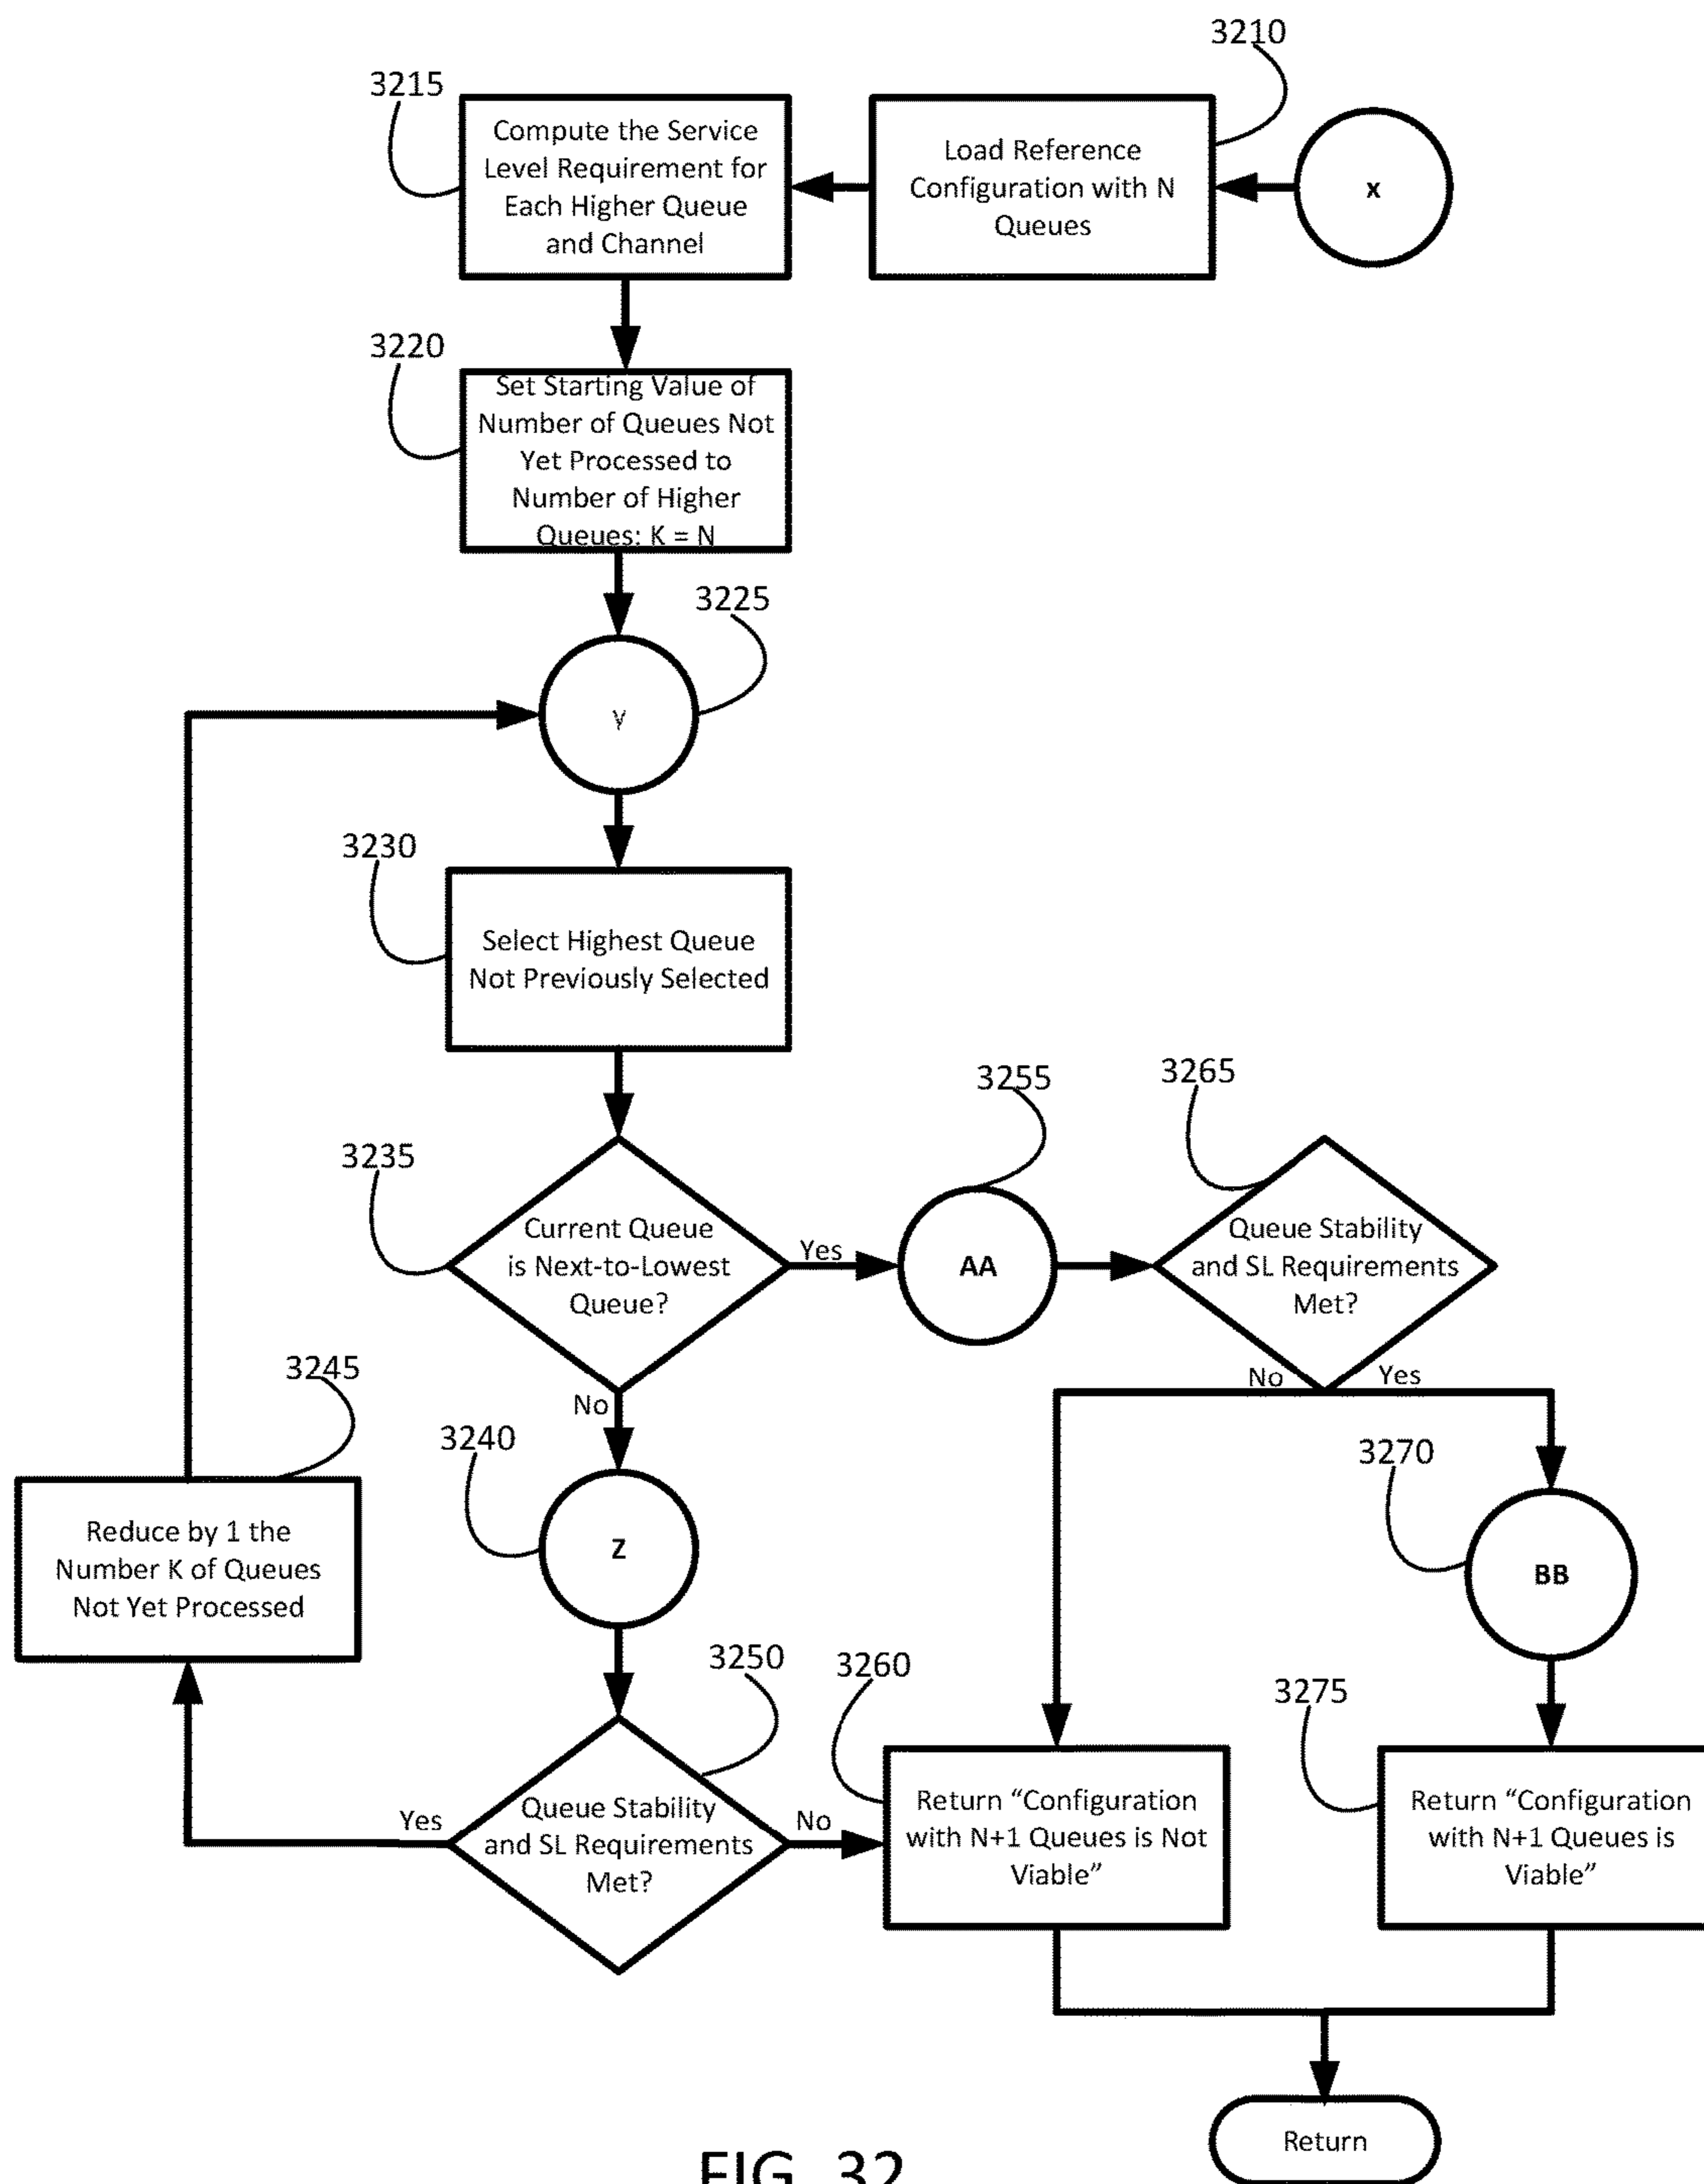 3210
3215
Compute the Service
Level Requirement for
Each Higher Queue
and Channel
Load Reference
Configuration with N
Queues
x
3220
Set Starting Value of
Number of Queues Not
Yet Processed to
Number of Higher
Queues: K = N
3225
y
3230
Select Highest Queue
Not Previously Selected
3235
Current Queue
is Next-to-Lowest
Queue?
Yes
3255
AA
3265
Queue Stability
and SL Requirements
Met?
No
Yes
No
3245
Reduce by 1 the
Number K of Queues
Not Yet Processed
3240
Z
3270
BB
3250
Queue Stability
and SL Requirements
Met?
Yes
No
3260
Return “Configuration
with N+1 Queues is Not
Viable”
3275
Return “Configuration
with N+1 Queues is
Viable”
Return
FIG. 32